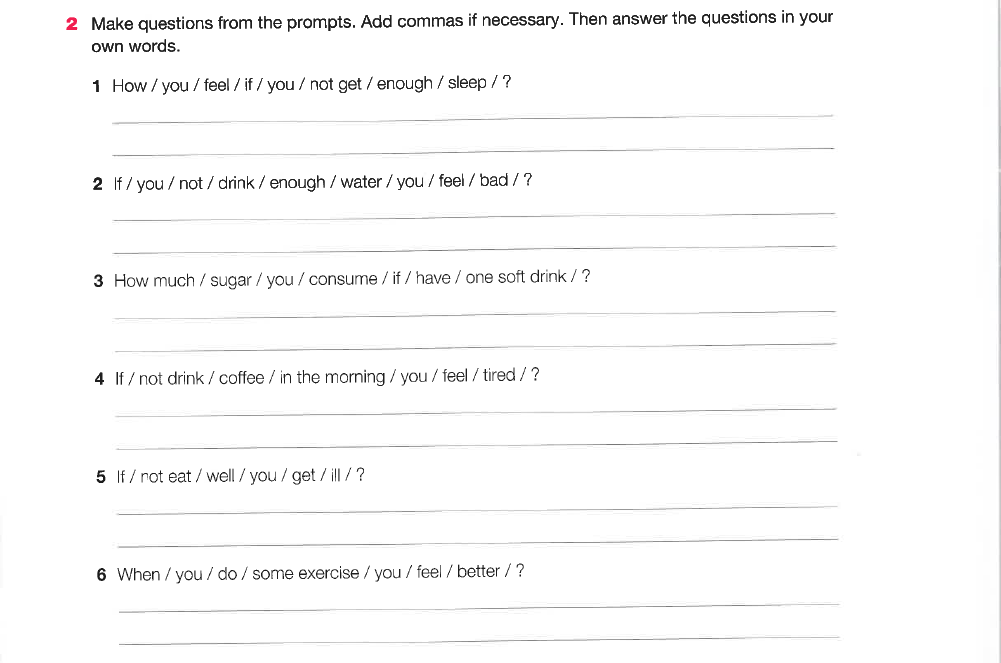 2 Make questions from the prompts. Add commas if necessary. Then answer the questions in your
own words.
1 How / you / feel / if / you / not get / enough / sleep / ?
2 If / you / not / drink / enough / water / you / feel / bad / ?
3 How much / sugar / you / consume / if / have / one soft drink / ?
4 If / not drink / coffee / in the morning / you / feel / tired / ?
5 If / not eat / well / you / get / ill / ?
6 When / you / do / some exercise / you / feel / better / ?